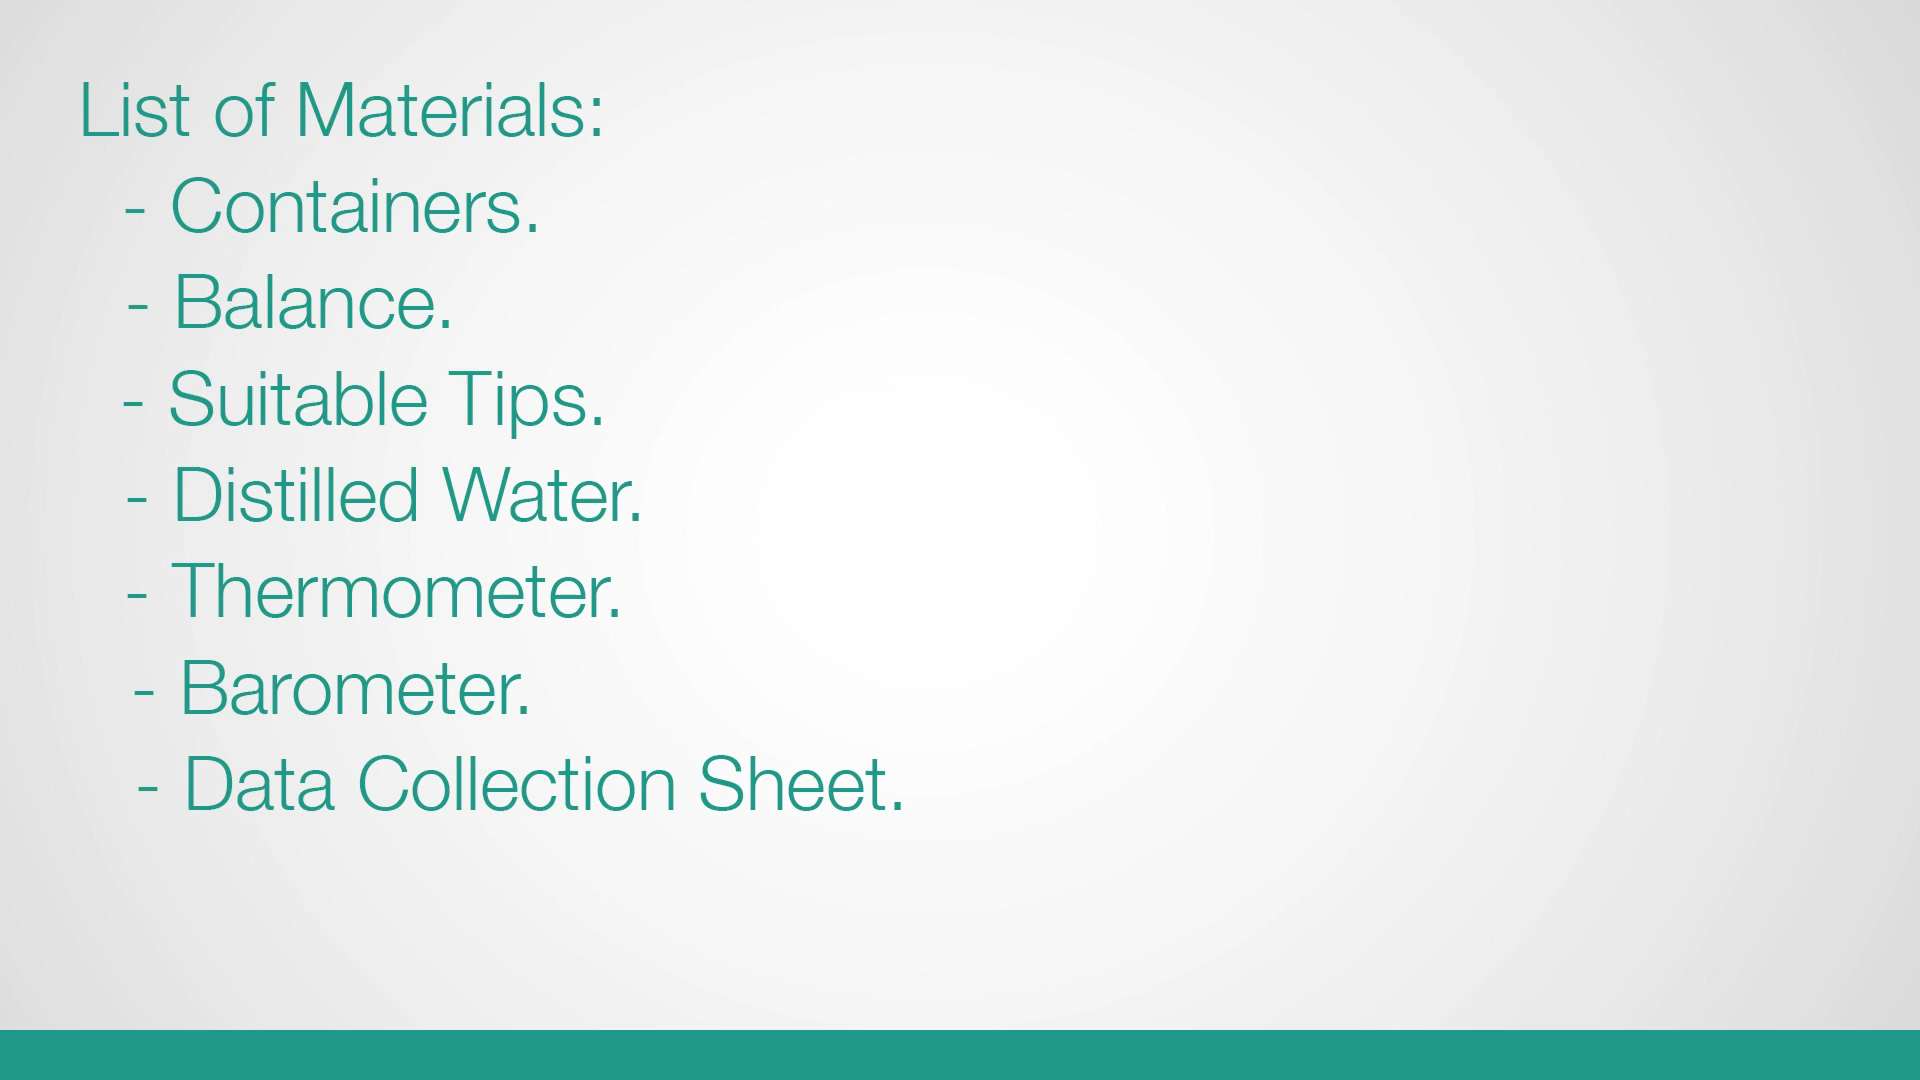 List of Materials:
- Containers.
- Balance.
- Suitable Tips.
- Distilled Water.
- Thermometer.
- Barometer.
- Data Collection Sheet.